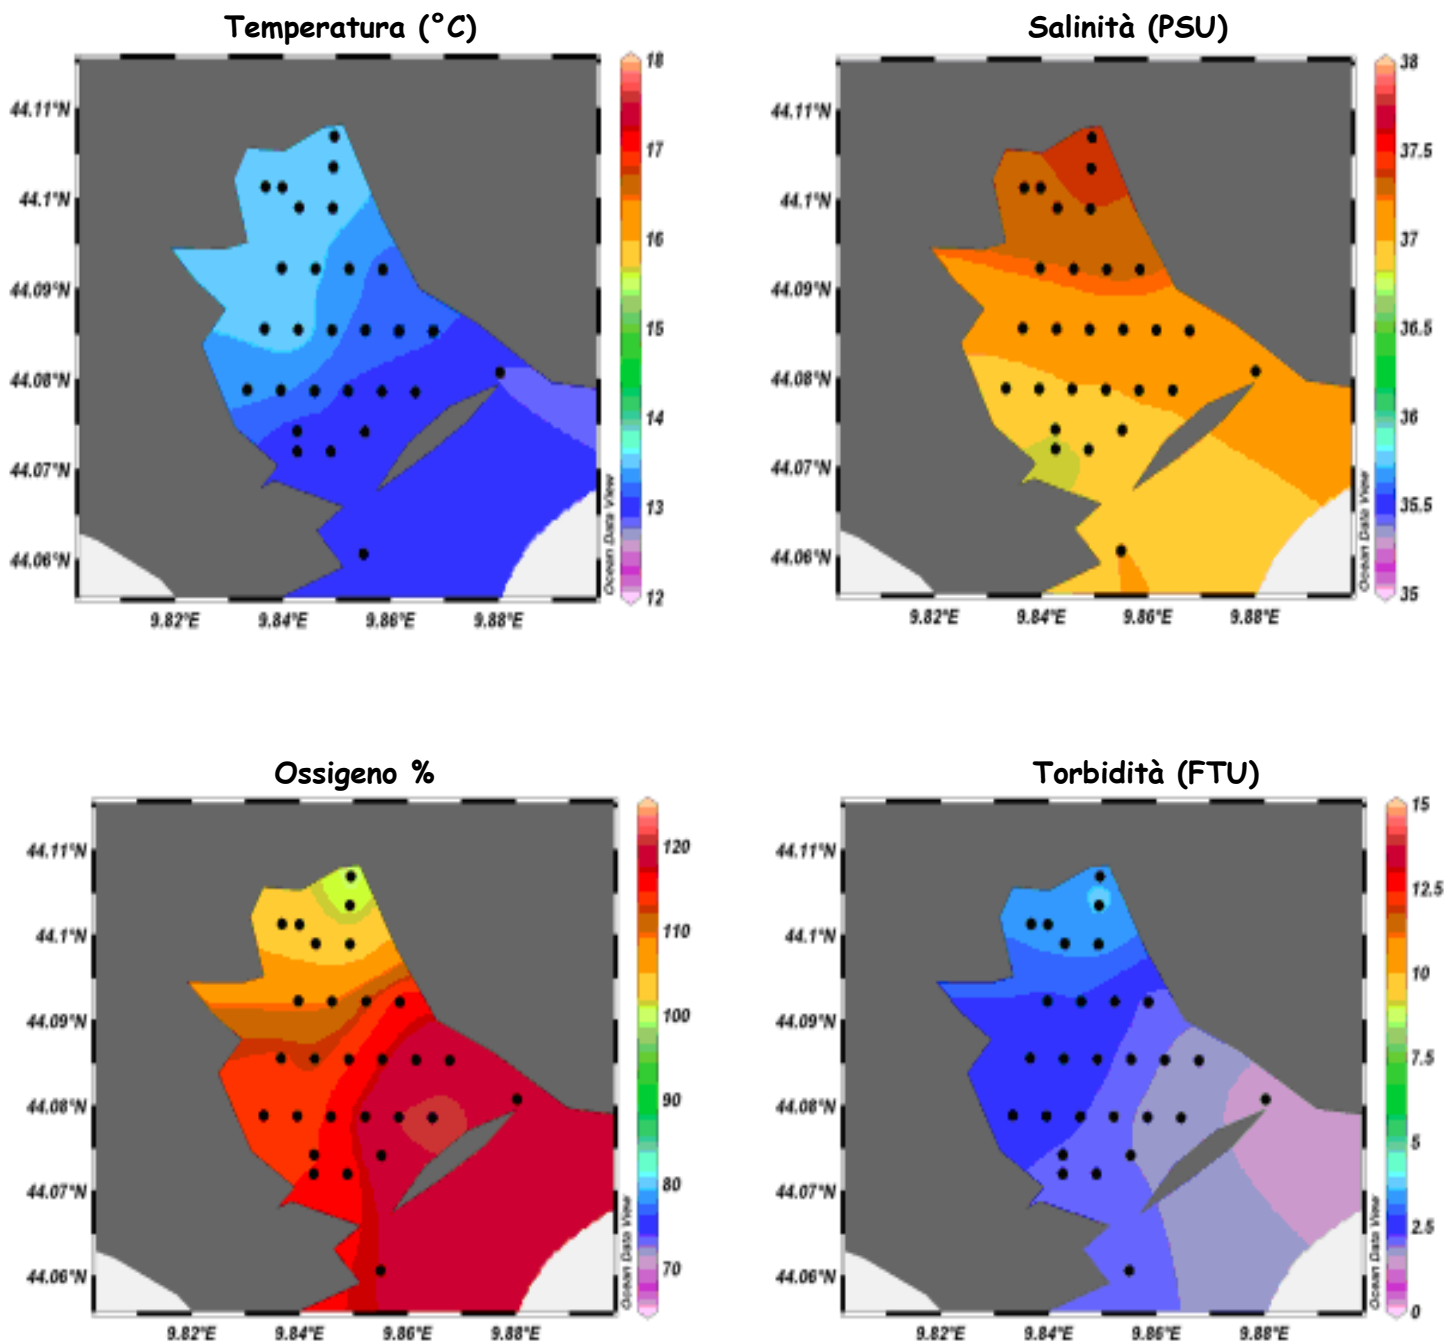 Temperatura (°C)
18
17
16
15
14
13
12
44.11°N
44.1°N
44.09°N
44.08°N
44.07°N
44.06°N
9.82°E 9.84°E 9.86°E 9.88°E
Ocean Data View
Salinità (PSU)
38
37.5
37
36.5
36
35.5
35
44.11°N
44.1°N
44.09°N
44.08°N
44.07°N
44.06°N
9.82°E 9.84°E 9.86°E 9.88°E
Ocean Data View
Ossigeno %
120
110
100
90
80
70
44.11°N
44.1°N
44.09°N
44.08°N
44.07°N
44.06°N
9.82°E 9.84°E 9.86°E 9.88°E
Ocean Data View
Torbidità (FTU)
15
12.5
10
7.5
5
2.5
0
44.11°N
44.1°N
44.09°N
44.08°N
44.07°N
44.06°N
9.82°E 9.84°E 9.86°E 9.88°E
Ocean Data View